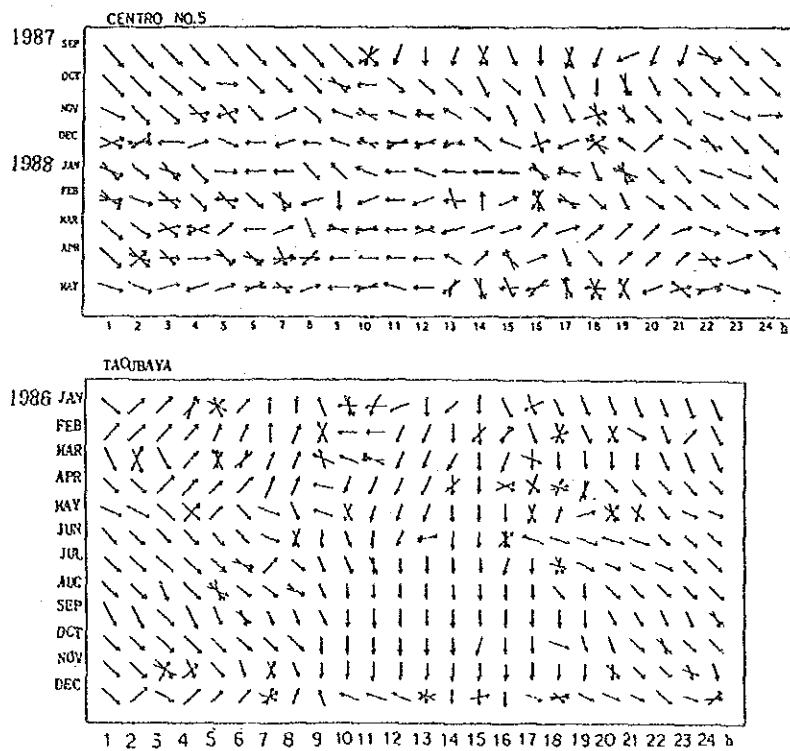 CENTRO NO.5
1987 SEP
OCT
NOV
DEC
1988 JAN
FEB
MAR
APR
MAY
1 2 3 4 5 6 7 8 9 10 11 12 13 14 15 16 17 18 19 20 21 22 23 24 h
TACUBAYA
1986 JAN
FEB
MAR
APR
MAY
JUN
JUL
AUG
SEP
OCT
NOV
DEC
1 2 3 4 5 6 7 8 9 10 11 12 13 14 15 16 17 18 19 20 21 22 23 24 h